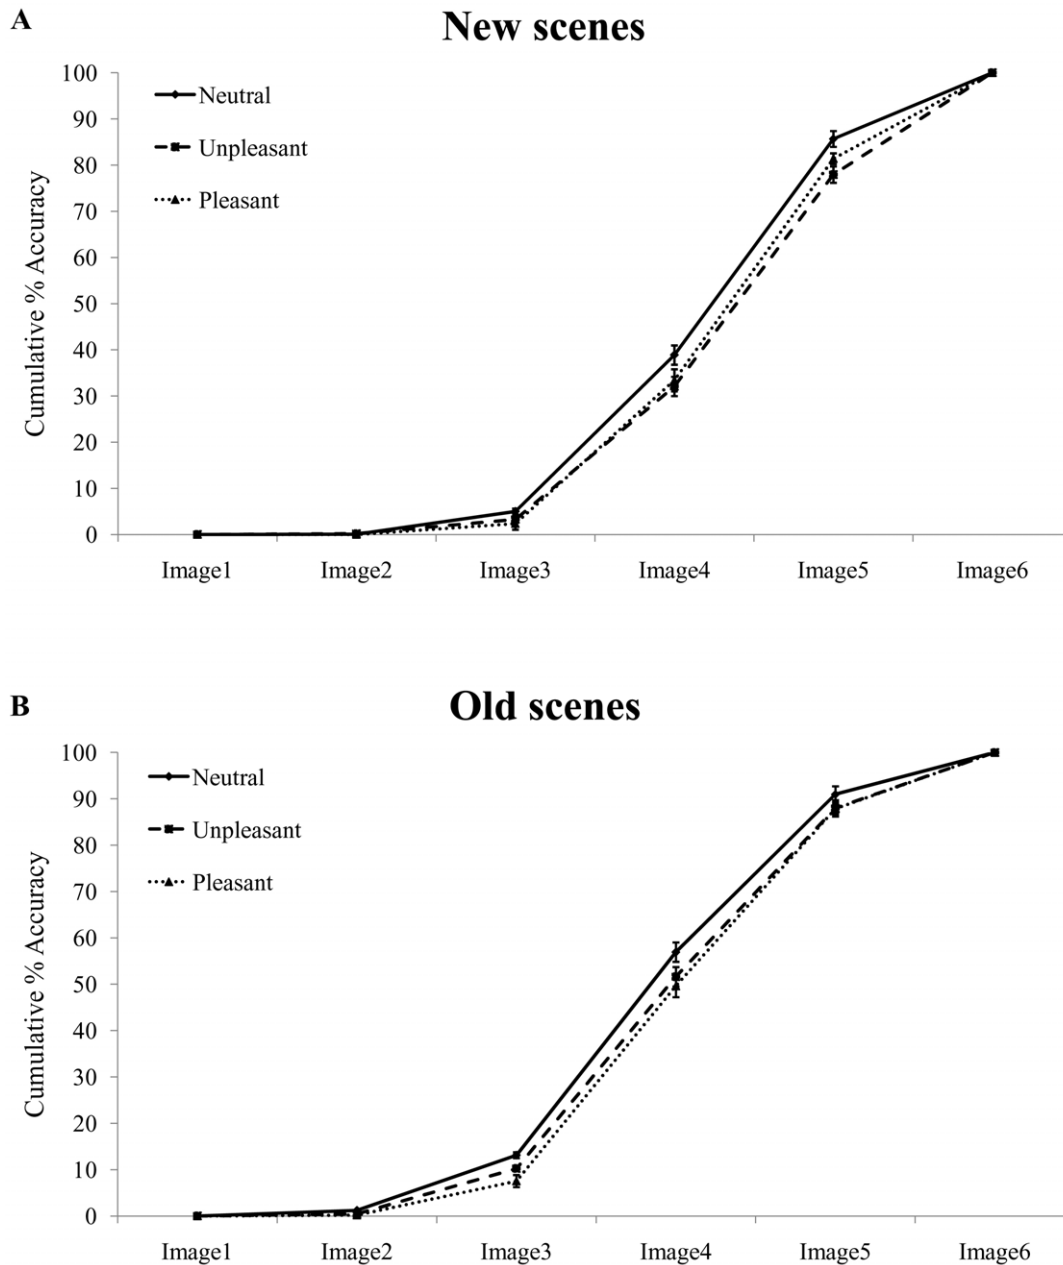 A
New scenes
100
90
80
70
60
50
40
30
20
10
0
Cumulative % Accuracy
Neutral
Unpleasant
Pleasant
Image1 Image2 Image3 Image4 Image5 Image6
B
Old scenes
100
90
80
70
60
50
40
30
20
10
0
Cumulative % Accuracy
Neutral
Unpleasant
Pleasant
Image1 Image2 Image3 Image4 Image5 Image6